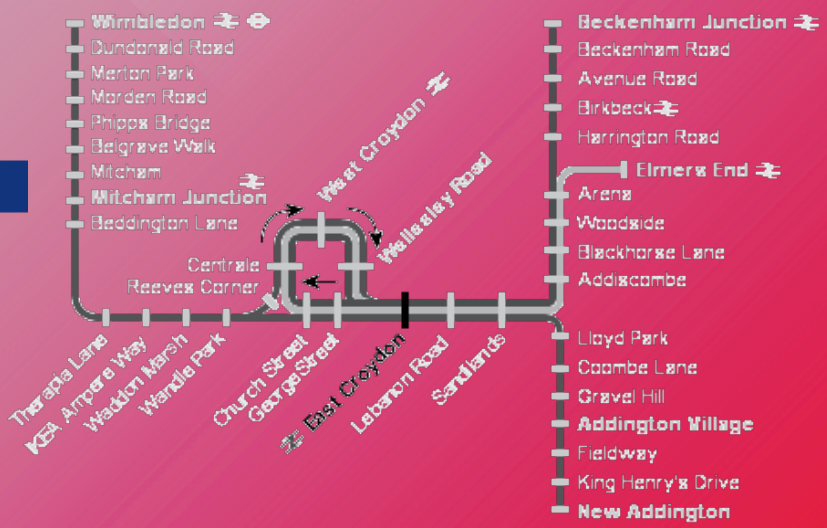 Wimbledon
Dundonald Road
Merton Park
Morden Road
Phipps Bridge
Belgrave Walk
Mitcham
Mitcham Junction
Beddington Lane
Therapia Lane
IKEA Ampere Way
Waddon Marsh
Wandle Park
Reeves Corner
Centrale
West Croydon
Wellesley Road
Church Street
George Street
East Croydon
Lebanon Road
Sandilands
Beckenham Junction
Beckenham Road
Avenue Road
Birkbeck
Harrington Road
Elmers End
Arena
Woodside
Blackhorse Lane
Addiscombe
Lloyd Park
Coombe Lane
Gravel Hill
Addington Village
Fieldway
King Henry's Drive
New Addington